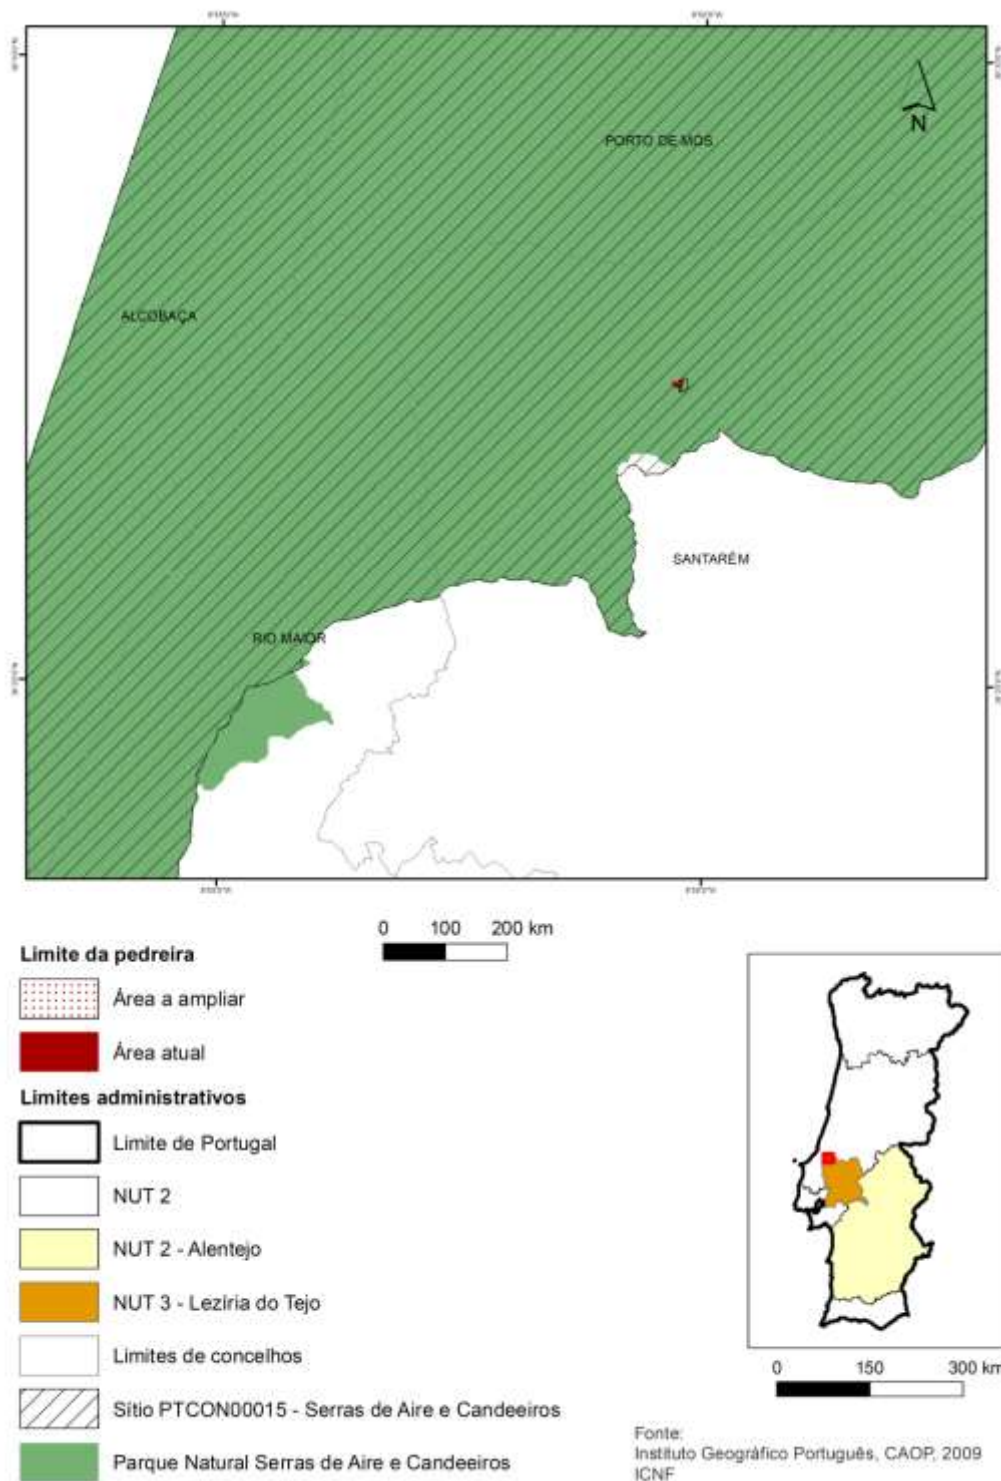 N
PORTO DE MOS
ALCOBAÇA
SANTARÉM
RIO MAIOR
0 100 200 km
Limite da pedreira
Área a ampliar
Área atual
Limites administrativos
Limite de Portugal
NUT 2
NUT 2 - Alentejo
NUT 3 - Lezíria do Tejo
Limites de concelhos
Sítio PTCON00015 - Serras de Aire e Candeeiros
Parque Natural Serras de Aire e Candeeiros
0 150 300 km
Fonte:
Instituto Geográfico Português, CAOP, 2009
ICNF